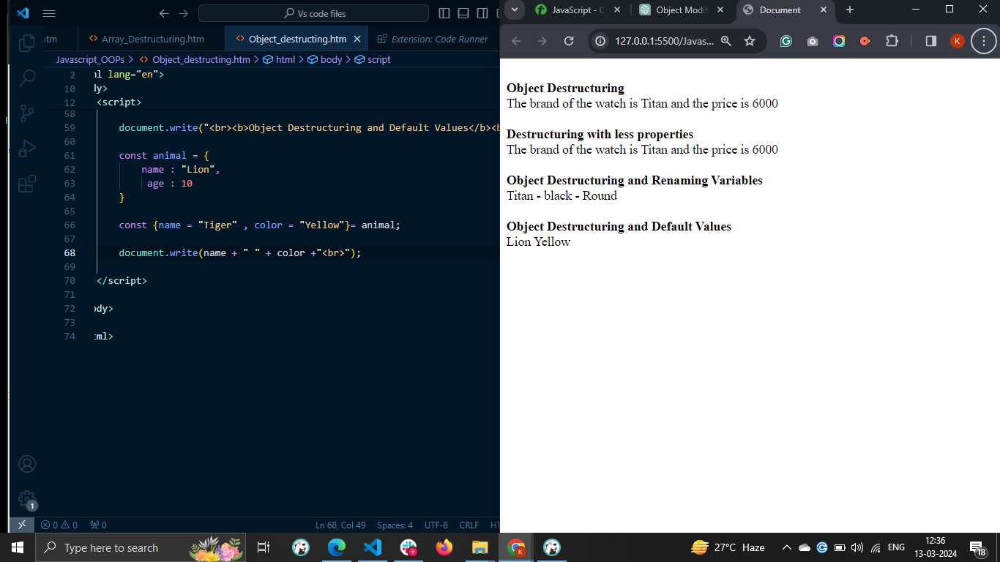 Vs code files
tm
Array_Destructuring.htm
Object_destructing.htm
Extension: Code Runner
Javascript_OOPs > Object_destructing.htm > html > body > script
2 ml lang="en">
10 dy>
12 <script>
58
59 document.write("<br><b>Object Destructuring and Default Values</b><b
60
61 const animal = {
62 name : "Lion",
63 age : 10
64 }
65
66 const {name = "Tiger" , color = "Yellow"}= animal;
67
68 document.write(name + " " + color +"<br>");
69
70 </script>
71
72 ody>
73
74 tml>
1
0 0 0
Ln 68, Col 49 Spaces: 4 UTF-8 CRLF HT
JavaScript - C
Object Modif
Document
127.0.0.1:5500/Javas...
K
Object Destructuring
The brand of the watch is Titan and the price is 6000
Destructuring with less properties
The brand of the watch is Titan and the price is 6000
Object Destructuring and Renaming Variables
Titan - black - Round
Object Destructuring and Default Values
Lion Yellow
Type here to search
K
27°C Haze
ENG
12:36
13-03-2024
18